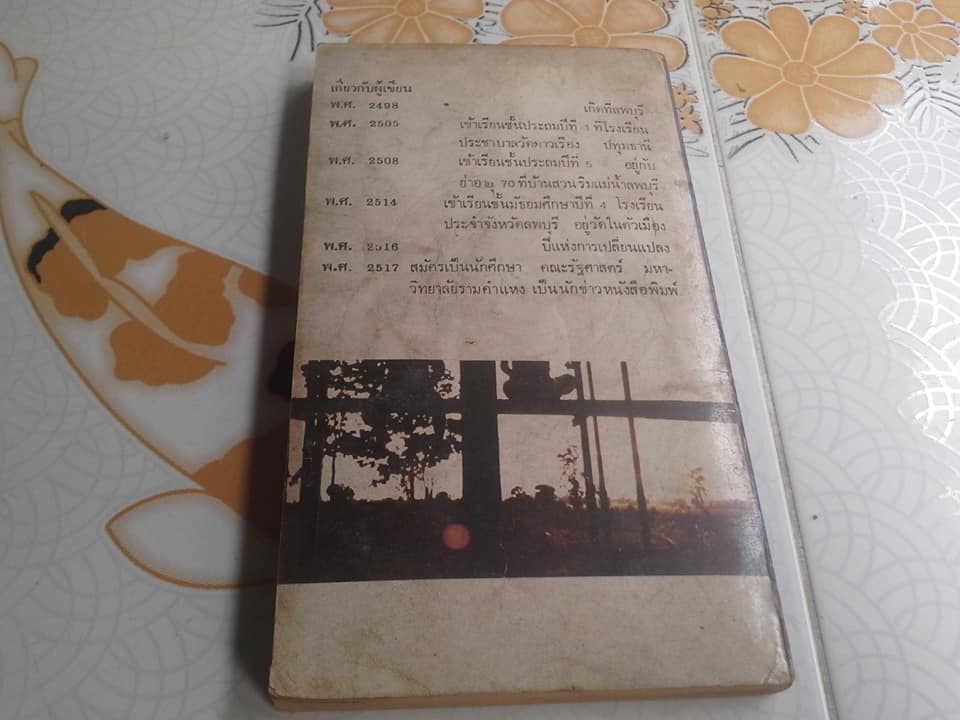 เกี่ยวกับผู้เขียน
พ.ศ. 2498 เกิดที่ลพบุรี
พ.ศ. 2505 เข้าเรียนชั้นประถมปีที่ 1 ที่โรงเรียน
ประชาบาลวัดดาวเรือง ปทุมธานี
พ.ศ. 2508 เข้าเรียนชั้นประถมปีที่ 5 อยู่กับ
ย่าอายุ 70 ที่บ้านสวนริมแม่น้ำลพบุรี
พ.ศ. 2514 เข้าเรียนชั้นมัธยมศึกษาปีที่ 4 โรงเรียน
ประจำจังหวัดลพบุรี อยู่วัดในตัวเมือง
พ.ศ. 2516 ปีแห่งการเปลี่ยนแปลง
พ.ศ. 2517 สมัครเป็นนักศึกษา คณะรัฐศาสตร์ มหา-
วิทยาลัยรามคำแหง เป็นนักข่าวหนังสือพิมพ์